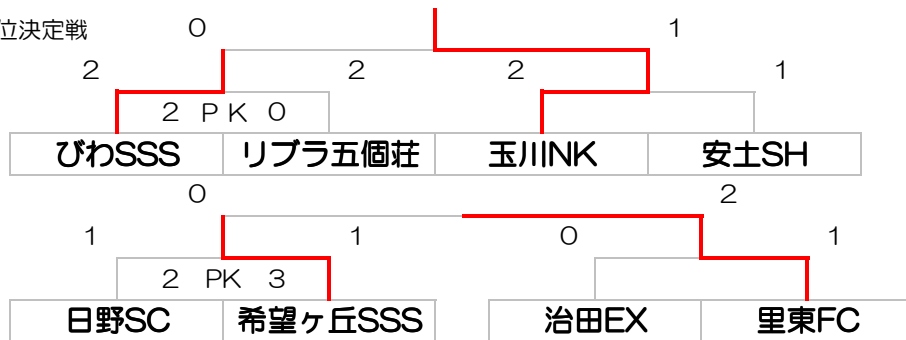 位決定戦 ０ １
２ ２ ２ １
２ ＰＫ ０
びわSSS リブラ五個荘 玉川NK 安土SH
０ ２
１ １ ０ １
２ PK ３
日野SC 希望ヶ丘SSS 治田EX 里東FC